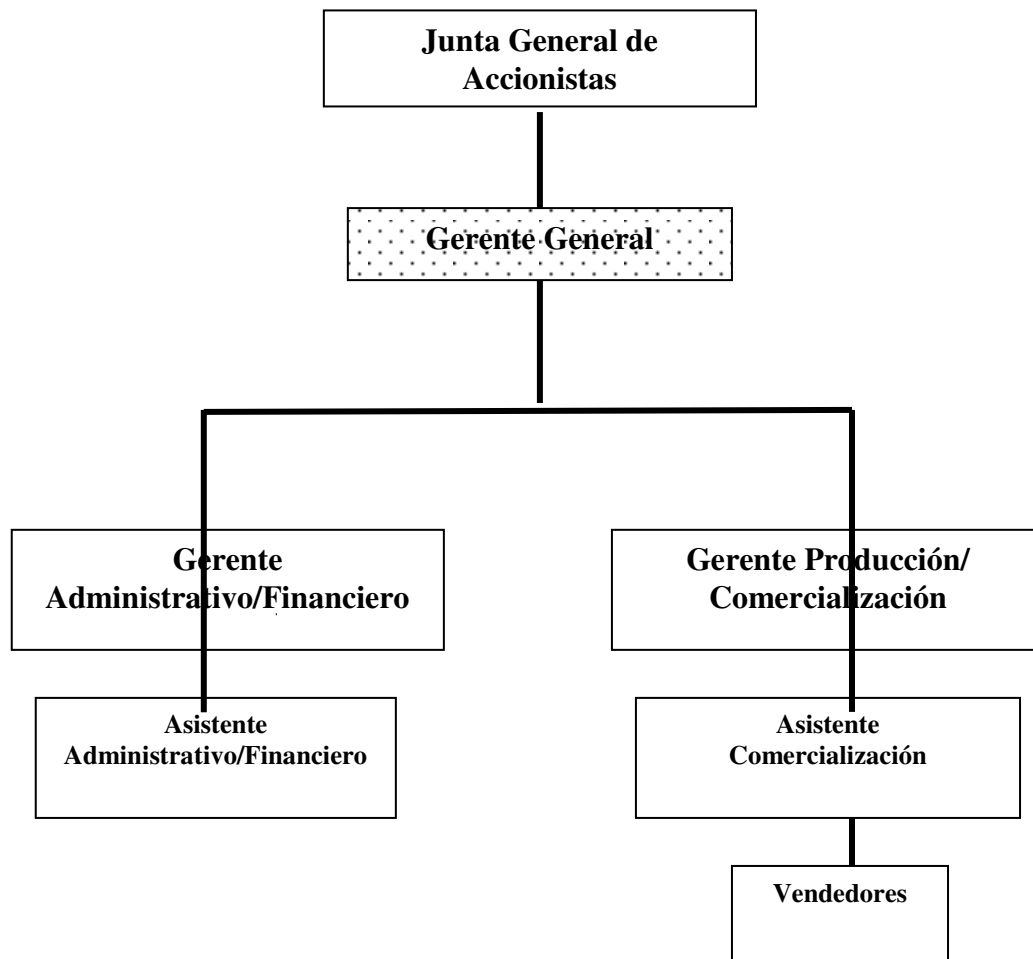 Junta General de
Accionistas
Gerente General
Gerente
Administrativo/Financiero
Gerente Producción/
Comercialización
Asistente
Administrativo/Financiero
Asistente
Comercialización
Vendedores